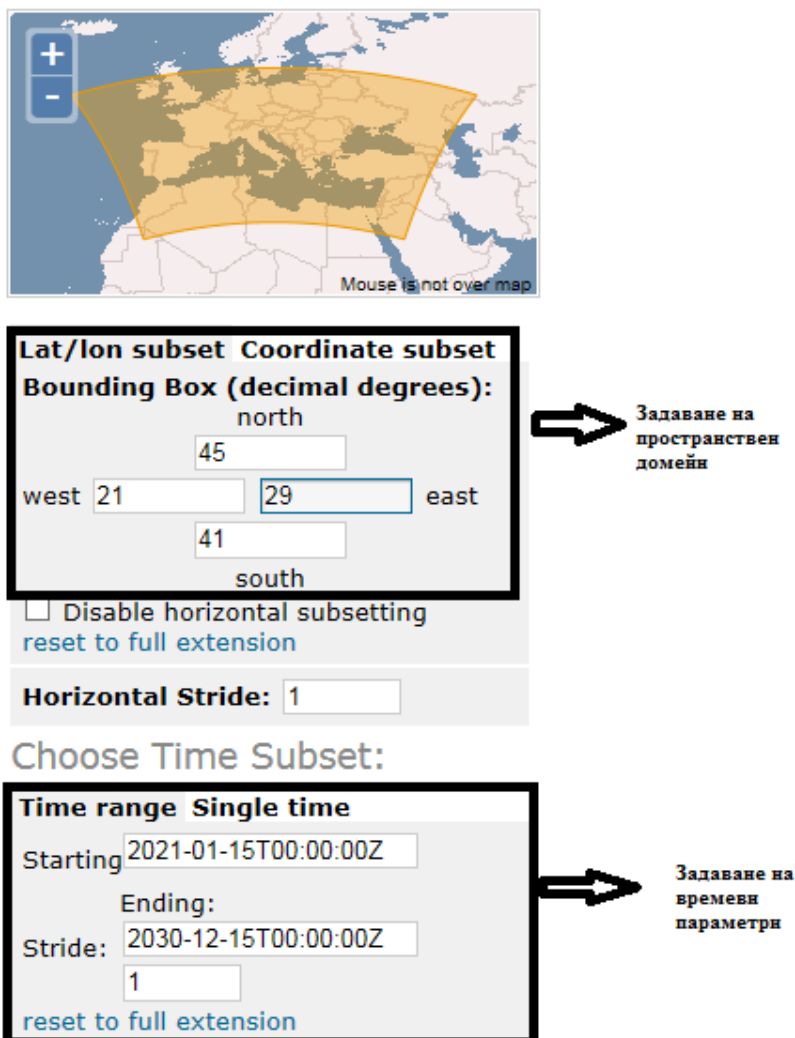 +
-
Mouse is not over map
Lat/lon subset Coordinate subset
Bounding Box (decimal degrees):
north
45
west 21 29 east
41
south
Задаване на
пространствен
домейн
Disable horizontal subsetting
reset to full extension
Horizontal Stride: 1
Choose Time Subset:
Time range Single time
Starting 2021-01-15T00:00:00Z
Ending:
Stride: 2030-12-15T00:00:00Z
1
reset to full extension
Задаване на
времеви
параметри